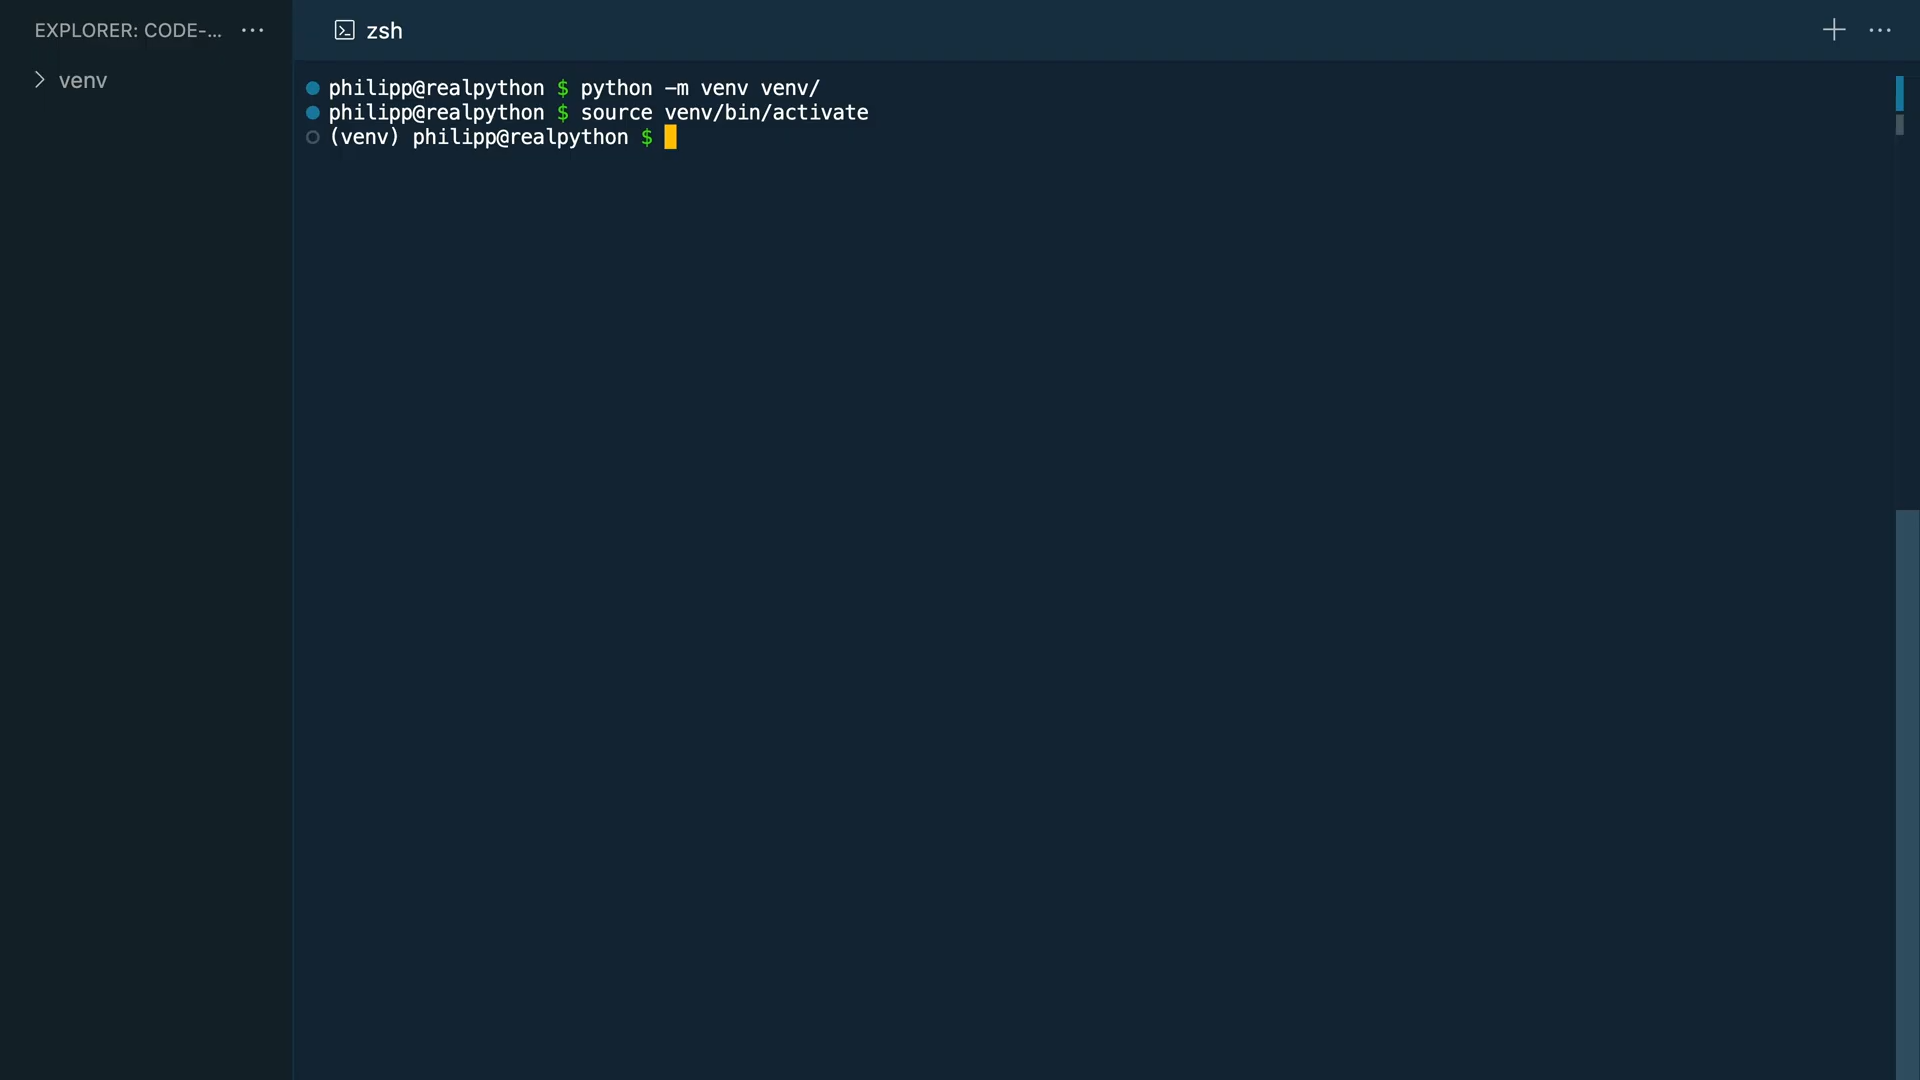 EXPLORER: CODE-...
zsh
venv
philipp@realpython $ python -m venv venv/
philipp@realpython $ source venv/bin/activate
(venv) philipp@realpython $